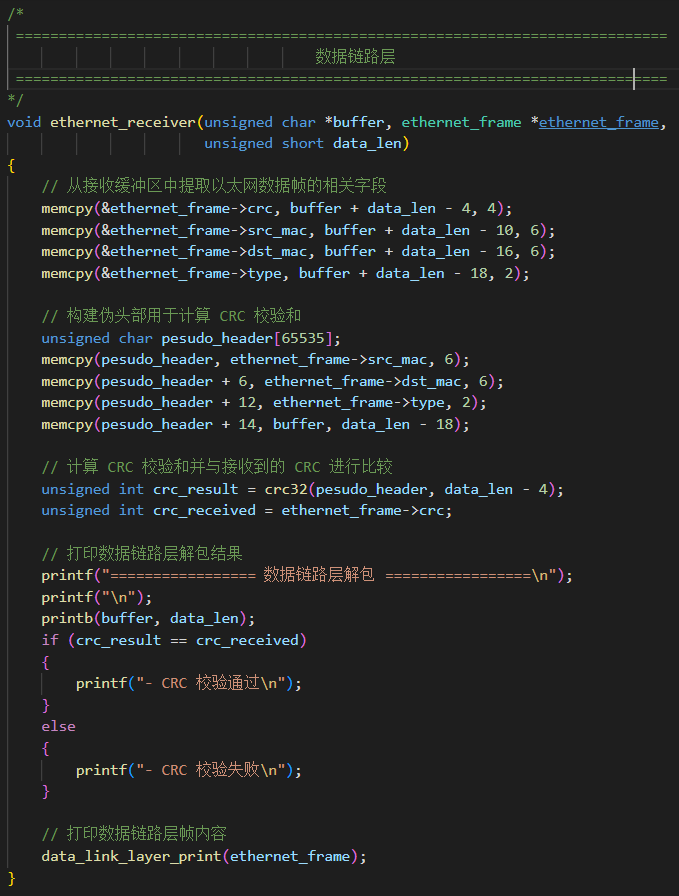 /*
============================================================================
数据链路层
============================================================================
*/
void ethernet_receiver(unsigned char *buffer, ethernet_frame *ethernet_frame,
unsigned short data_len)
{
// 从接收缓冲区中提取以太网数据帧的相关字段
memcpy(&ethernet_frame->crc, buffer + data_len - 4, 4);
memcpy(&ethernet_frame->src_mac, buffer + data_len - 10, 6);
memcpy(&ethernet_frame->dst_mac, buffer + data_len - 16, 6);
memcpy(&ethernet_frame->type, buffer + data_len - 18, 2);
// 构建伪头部用于计算 CRC 校验和
unsigned char pesudo_header[65535];
memcpy(pesudo_header, ethernet_frame->src_mac, 6);
memcpy(pesudo_header + 6, ethernet_frame->dst_mac, 6);
memcpy(pesudo_header + 12, ethernet_frame->type, 2);
memcpy(pesudo_header + 14, buffer, data_len - 18);
// 计算 CRC 校验和并与接收到的 CRC 进行比较
unsigned int crc_result = crc32(pesudo_header, data_len - 4);
unsigned int crc_received = ethernet_frame->crc;
// 打印数据链路层解包结果
printf("================= 数据链路层解包 =================\n");
printf("\n");
printb(buffer, data_len);
if (crc_result == crc_received)
{
printf("- CRC 校验通过\n");
}
else
{
printf("- CRC 校验失败\n");
}
// 打印数据链路层帧内容
data_link_layer_print(ethernet_frame);
}